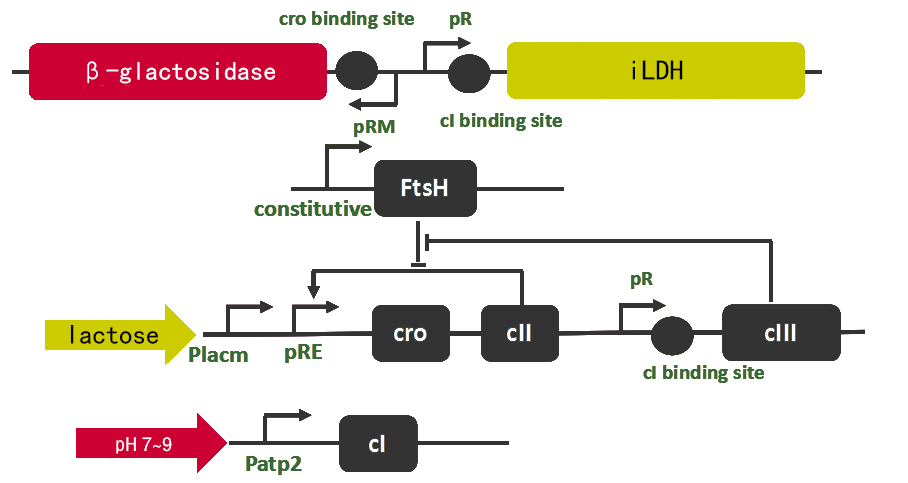 cro binding site
pR
β-glactosidase
iLDH
pRM
cI binding site
FtsH
constitutive
pR
lactose
cro
cII
cIII
Placm
pRE
cI binding site
pH 7~9
cI
Patp2